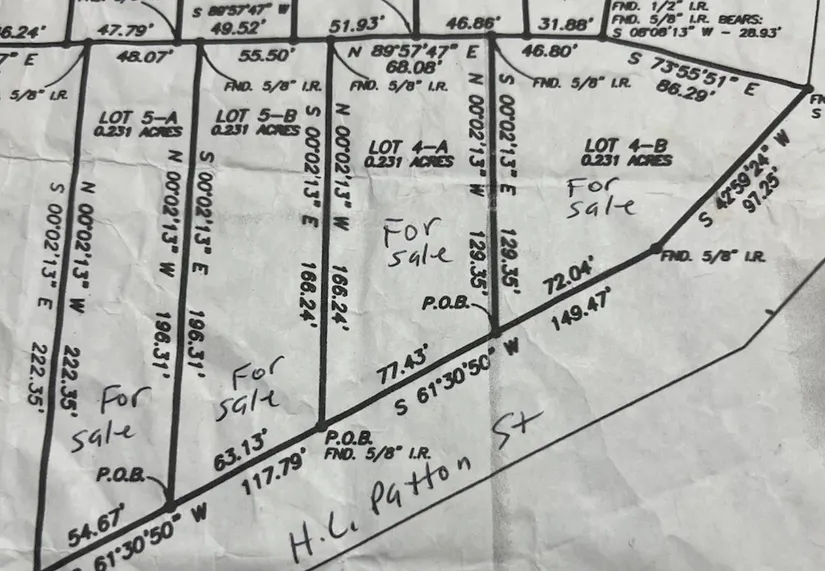 S 89°57'47" W
FND. 1/2" I.R.
FND. 5/8" I.R. BEARS:
S 08°06'13" W - 28.93'
47.79'
49.52'
51.93'
46.86'
31.88'
48.07'
55.50'
N 89°57'47" E
68.08'
46.80'
S 73°55'51" E
86.29'
5/8" I.R.
FND. 5/8" I.R.
FND. 5/8" I.R.
FND. 5/8" I.R.
LOT 5-A
0.231 ACRES
LOT 5-B
0.231 ACRES
LOT 4-A
0.231 ACRES
LOT 4-B
0.231 ACRES
S 00°02'13" E 222.35'
N 00°02'13" W 222.35'
N 00°02'13" W 196.31'
S 00°02'13" E 196.31'
S 00°02'13" E 166.24'
N 00°02'13" W 166.24'
N 00°02'13" W 129.35'
S 00°02'13" E 129.35'
S 42°59'24" W
97.25'
For
sale
For
sale
For
sale
For
sale
FND. 5/8" I.R.
P.O.B.
72.04'
149.47'
77.43'
S 61°30'50" W
P.O.B.
FND. 5/8" I.R.
63.13'
117.79'
P.O.B.
54.67'
61°30'50" W
H.L. Patton St